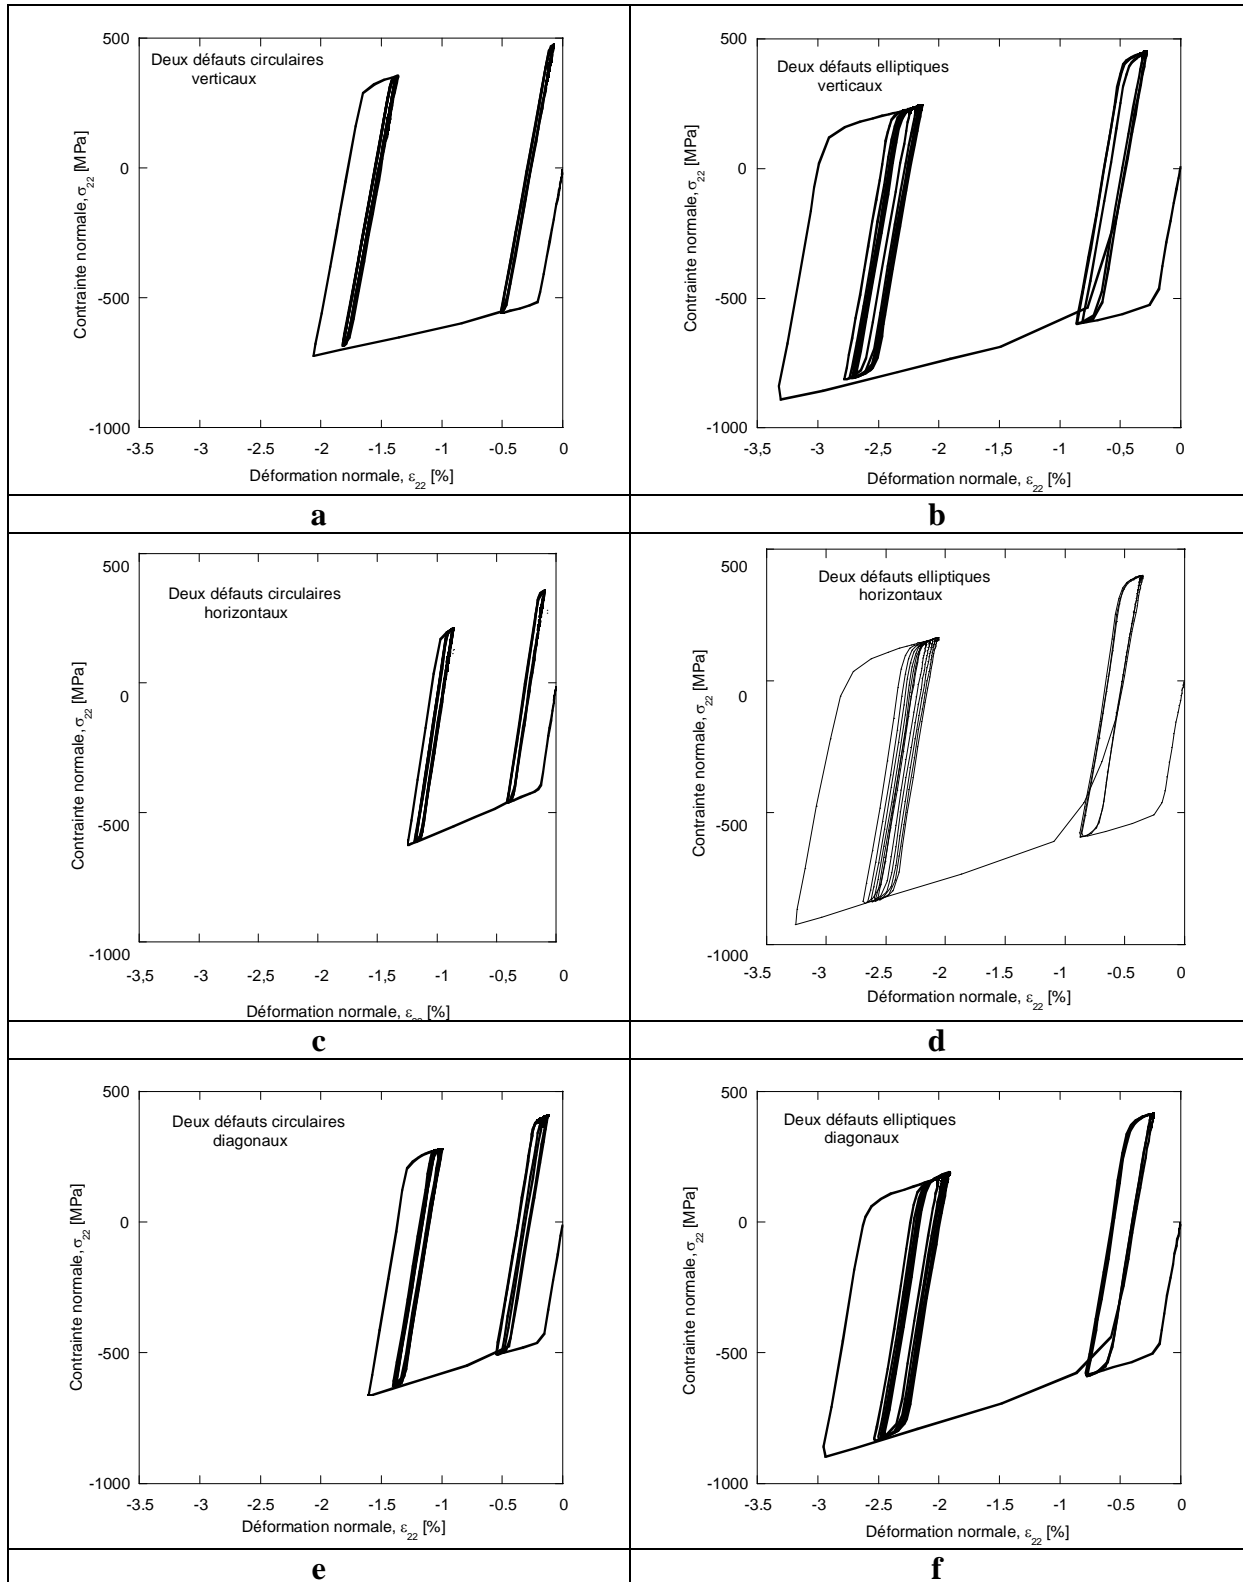 500
0
-500
-1000
Contrainte normale, σ22 [MPa]
Deux défauts circulaires
verticaux
-3.5 -3 -2.5 -2 -1.5 -1 -0.5 0
Déformation normale, ε22 [%]
a
500
0
-500
-1000
Contrainte normale, σ22 [MPa]
Deux défauts elliptiques
verticaux
-3,5 -3 -2,5 -2 -1,5 -1 -0,5 0
Déformation normale, ε22 [%]
b
500
0
-500
-1000
Contrainte normale, σ22 [MPa]
Deux défauts circulaires
horizontaux
-3,5 -3 -2,5 -2 -1,5 -1 -0,5 0
Déformation normale, ε22 [%]
c
500
0
-500
-1000
Contrainte normale, σ22 [MPa]
Deux défauts elliptiques
horizontaux
-3.5 -3 -2.5 -2 -1.5 -1 -0.5 0
Déformation normale, ε22 [%]
d
500
0
-500
-1000
Contrainte normale, σ22 [MPa]
Deux défauts circulaires
diagonaux
-3.5 -3 -2.5 -2 -1.5 -1 -0.5 0
Déformation normale, ε22 [%]
e
500
0
-500
-1000
Contrainte normale, σ22 [MPa]
Deux défauts elliptiques
diagonaux
-3.5 -3 -2.5 -2 -1.5 -1 -0.5 0
Déformation normale, ε22 [%]
f